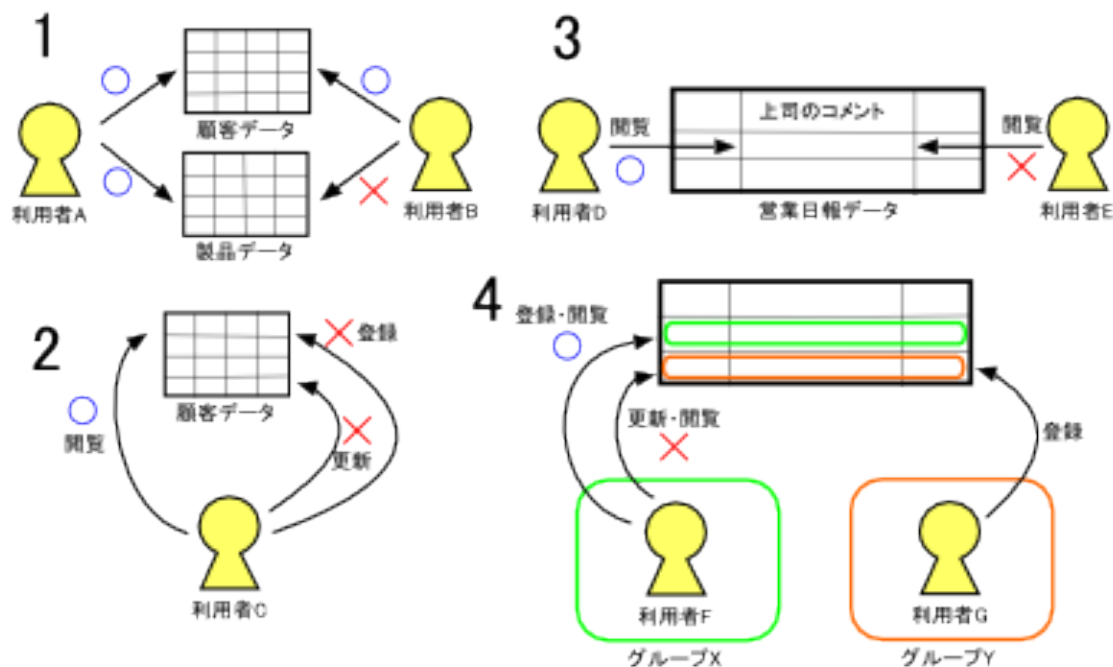 1
顧客データ
製品データ
利用者A
利用者B
3
閲覧
上司のコメント
閲覧
利用者D
営業日報データ
利用者E
2
登録
顧客データ
閲覧
更新
利用者C
4
登録・閲覧
更新・閲覧
登録
利用者F
利用者G
グループX
グループY